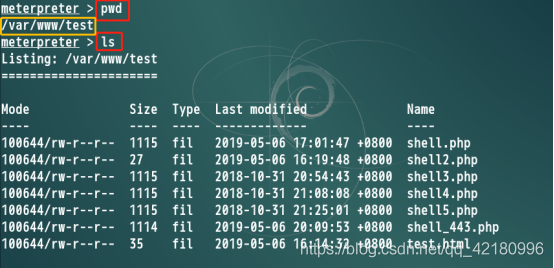 meterpreter > pwd
/var/www/test
meterpreter > ls
Listing: /var/www/test
======================
Mode Size Type Last modified Name
---- ---- ---- ------------- ----
100644/rw-r--r-- 1115 fil 2019-05-06 17:01:47 +0800 shell.php
100644/rw-r--r-- 27 fil 2019-05-06 16:19:48 +0800 shell2.php
100644/rw-r--r-- 1115 fil 2018-10-31 20:54:43 +0800 shell3.php
100644/rw-r--r-- 1115 fil 2018-10-31 21:08:08 +0800 shell4.php
100644/rw-r--r-- 1115 fil 2018-10-31 21:25:01 +0800 shell5.php
100644/rw-r--r-- 1114 fil 2019-05-06 20:09:53 +0800 shell_443.php
100644/rw-r--r-- 35 fil 2019-05-06 16:14:32 +0800 test.html
https://blog.csdn.net/qq_42180996